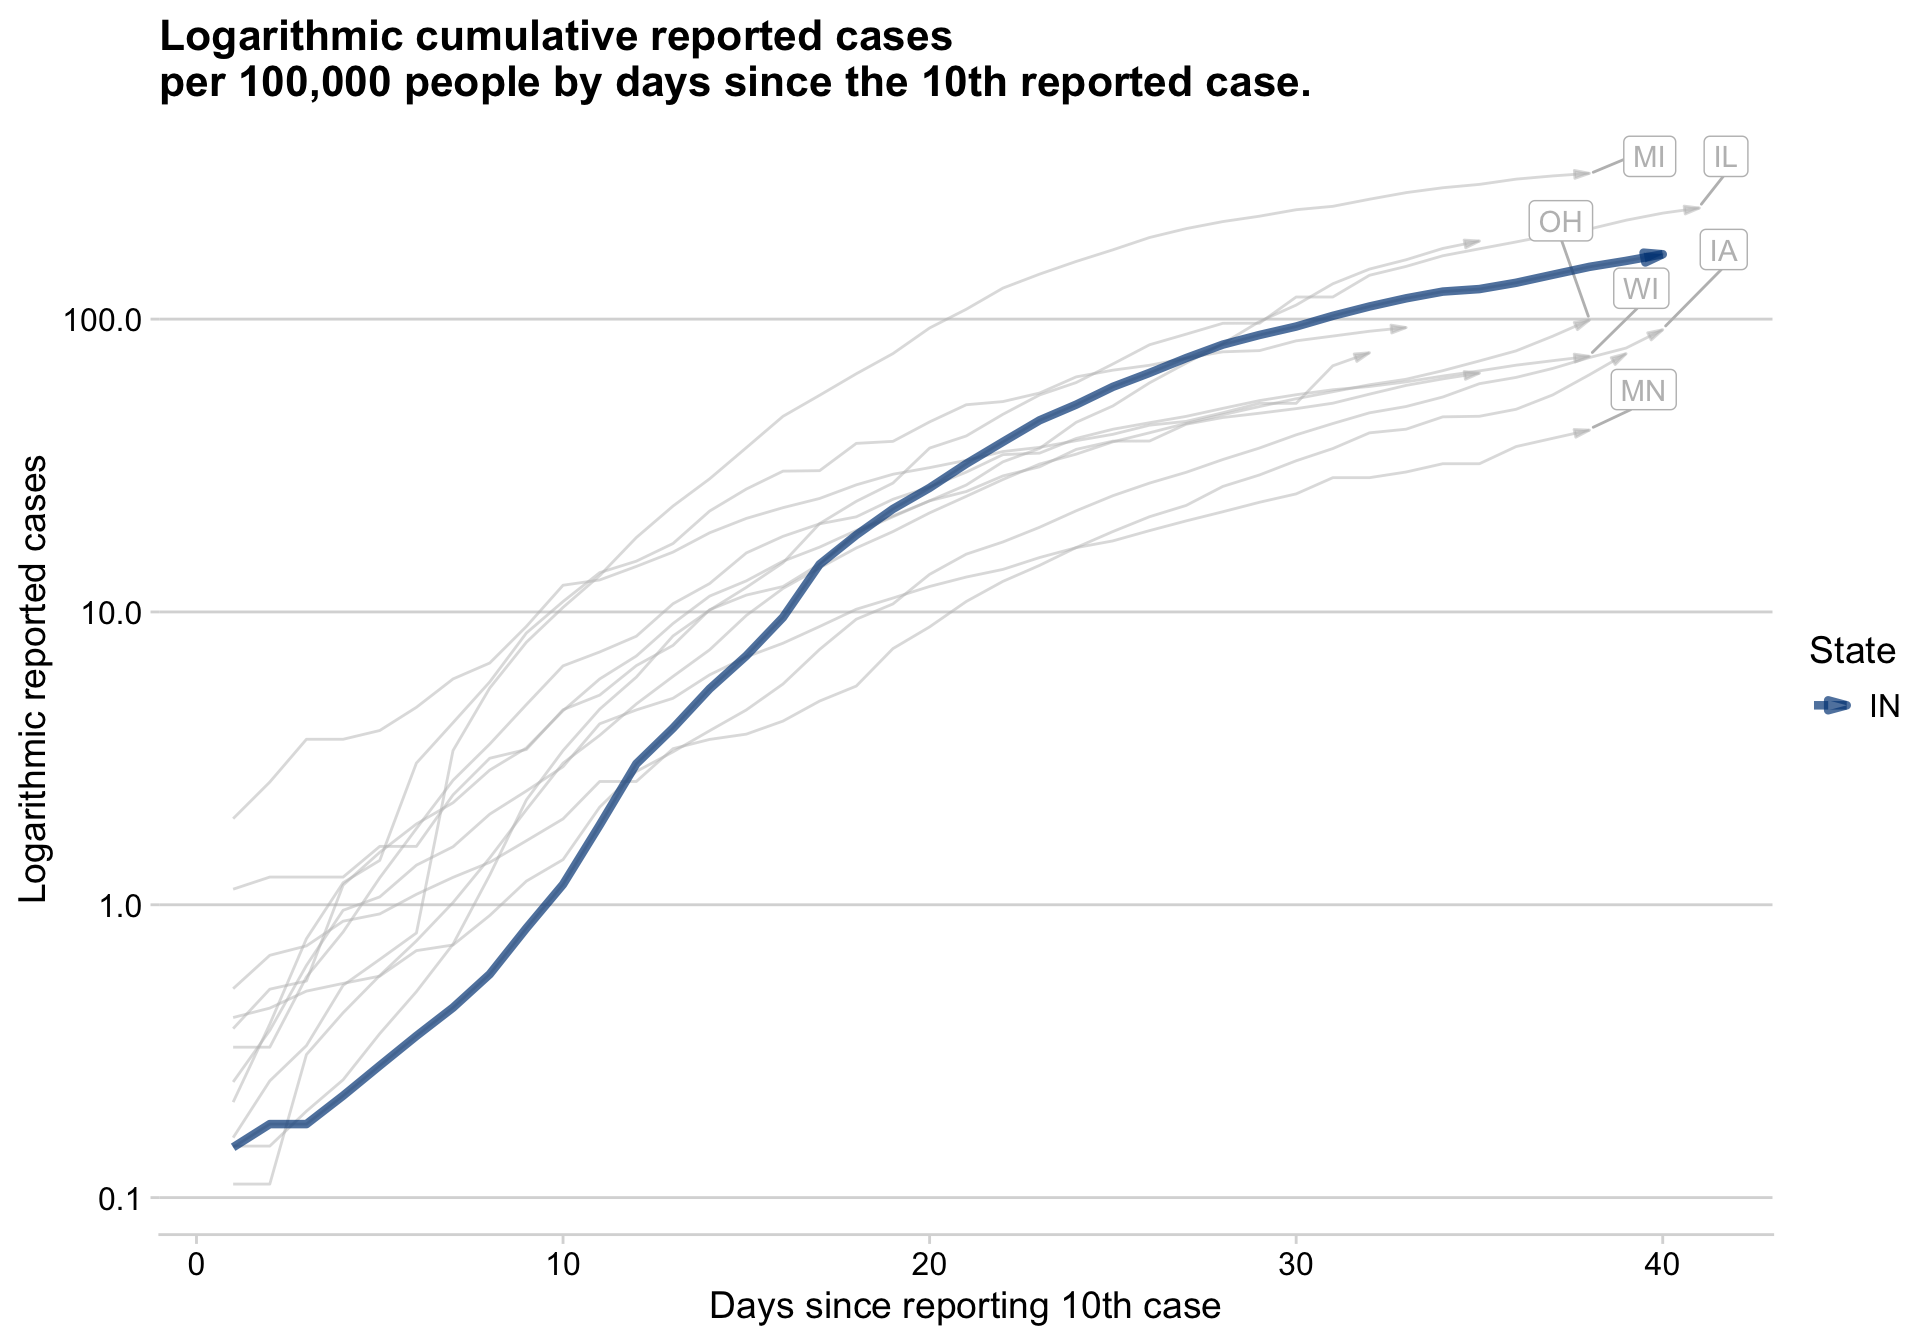 Logarithmic cumulative reported cases
per 100,000 people by days since the 10th reported case.
MI
IL
OH
IA
WI
MN
100.0
10.0
1.0
0.1
Logarithmic reported cases
State
IN
0
10
20
30
40
Days since reporting 10th case